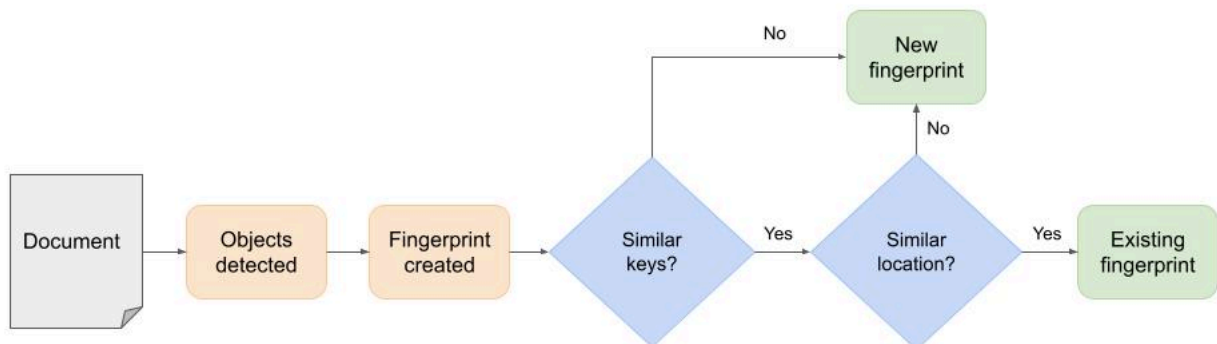 No
New
fingerprint
No
Document
Objects
detected
Fingerprint
created
Similar
keys?
Yes
Similar
location?
Yes
Existing
fingerprint